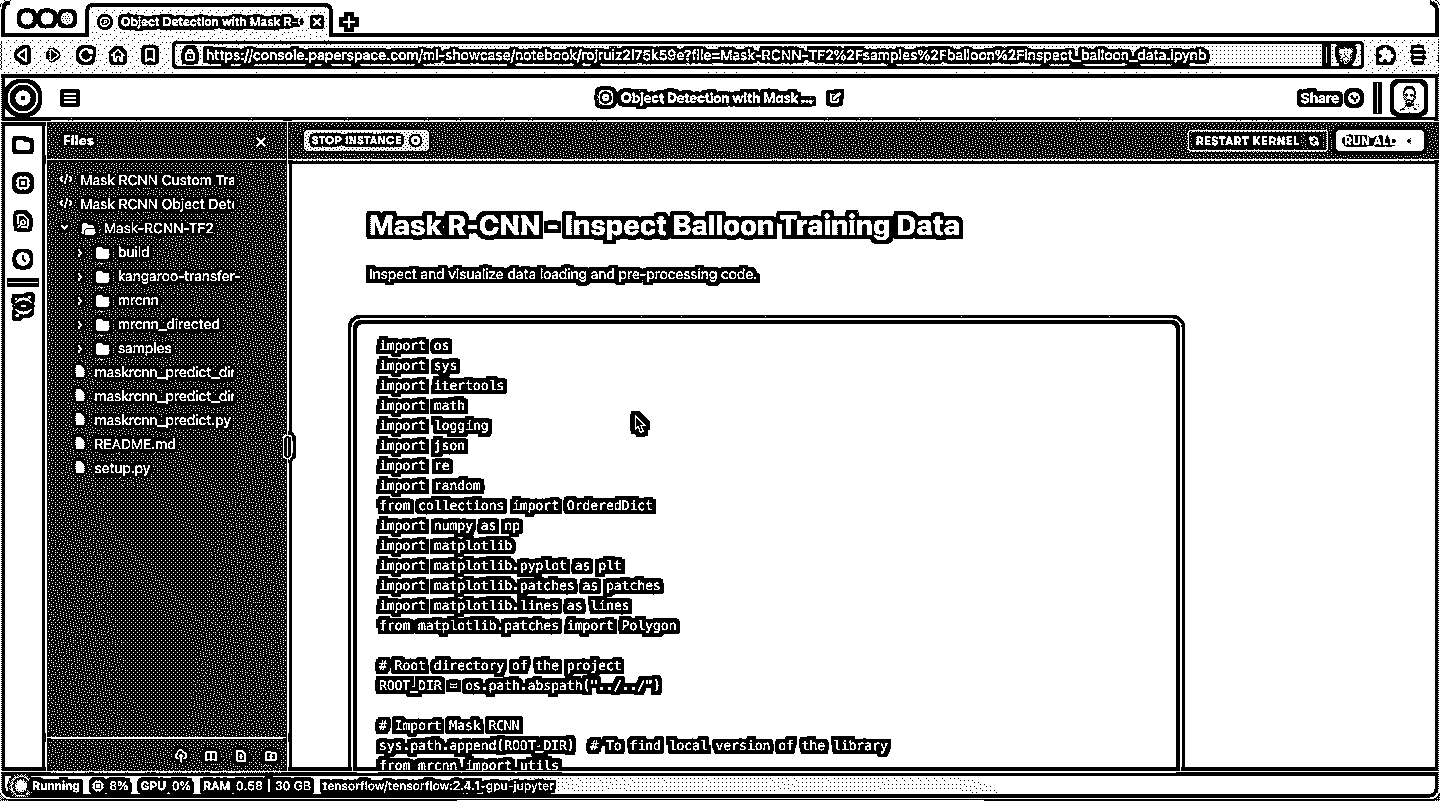 Object Detection with Mask R-
https://console.paperspace.com/ml-showcase/notebook/rojruiz2l75k59e?file=Mask-RCNN-TF2%2Fsamples%2Fballoon%2Finspect_balloon_data.ipynb
Object Detection with Mask ...
Share
Files
STOP INSTANCE
RESTART KERNEL
RUN ALL
Mask RCNN Custom Tra
Mask RCNN Object Det
Mask-RCNN-TF2
build
kangaroo-transfer-
mrcnn
mrcnn_directed
samples
maskrcnn_predict_dir
maskrcnn_predict_dir
maskrcnn_predict.py
README.md
setup.py
Mask R-CNN - Inspect Balloon Training Data
Inspect and visualize data loading and pre-processing code.
import os
import sys
import itertools
import math
import logging
import json
import re
import random
from collections import OrderedDict
import numpy as np
import matplotlib
import matplotlib.pyplot as plt
import matplotlib.patches as patches
import matplotlib.lines as lines
from matplotlib.patches import Polygon
# Root directory of the project
ROOT_DIR = os.path.abspath("../../")
# Import Mask RCNN
sys.path.append(ROOT_DIR) # To find local version of the library
from mrcnn import utils
Running
8%
GPU 0%
RAM 0.58 | 30 GB
tensorflow/tensorflow:2.4.1-gpu-jupyter